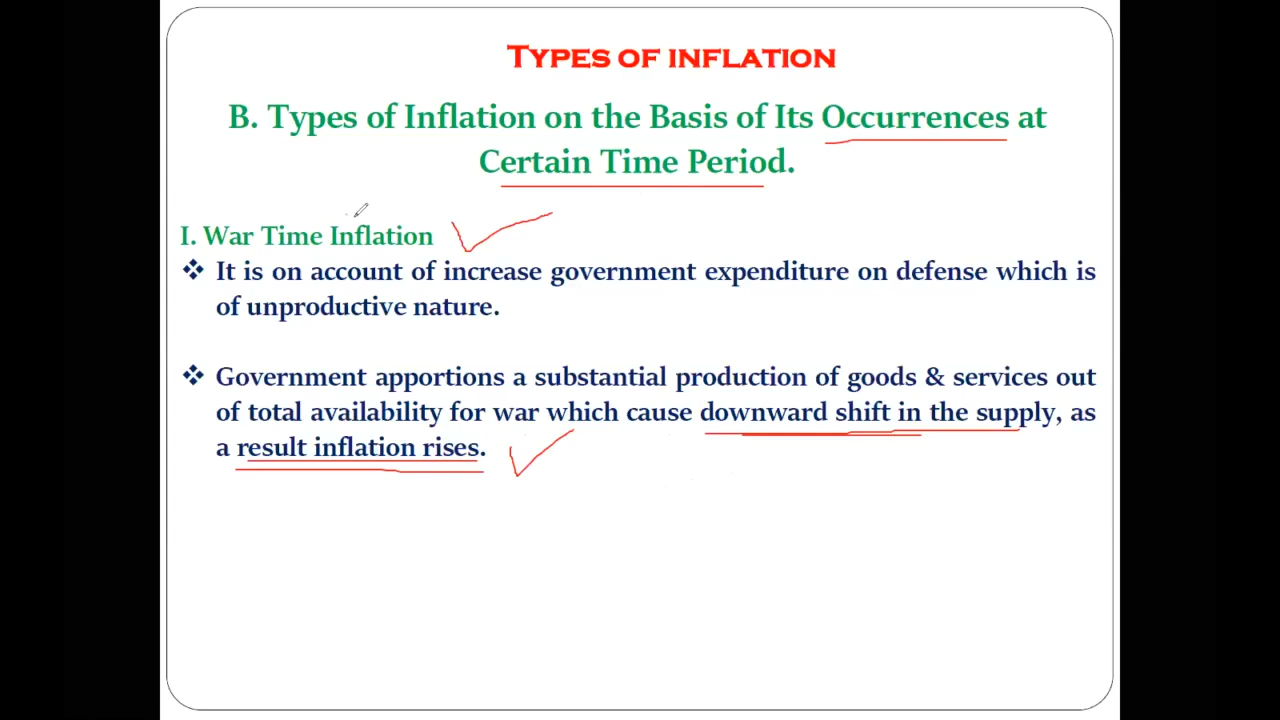 TYPES OF INFLATION
B. Types of Inflation on the Basis of Its Occurrences at
Certain Time Period.
I. War Time Inflation
❖ It is on account of increase government expenditure on defense which is
of unproductive nature.
❖ Government apportions a substantial production of goods & services out
of total availability for war which cause downward shift in the supply, as
a result inflation rises.